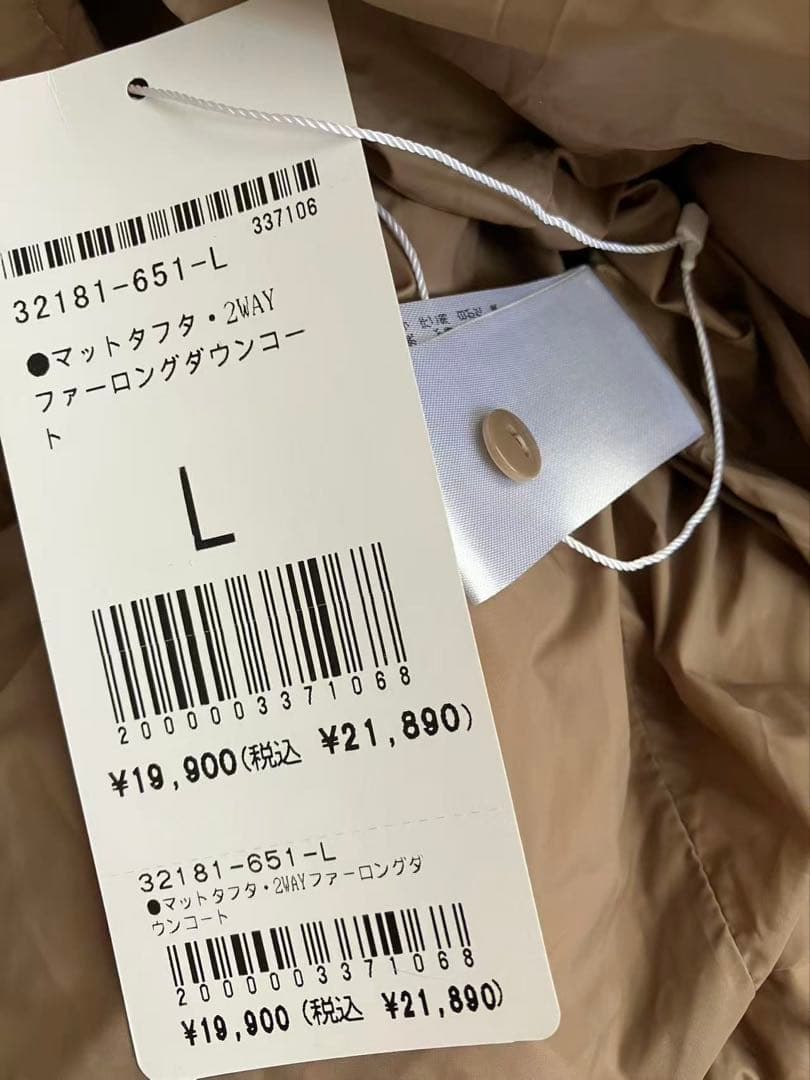 337106
32181-651-L
●マットタフタ・2WAY
ファーロングダウンコー
ト
L
2000003371068
¥19,900(税込 ¥21,890)
32181-651-L
●マットタフタ・2WAYファーロングダ
ウンコート
2000003371068
¥19,900 (税込 ¥21,890)